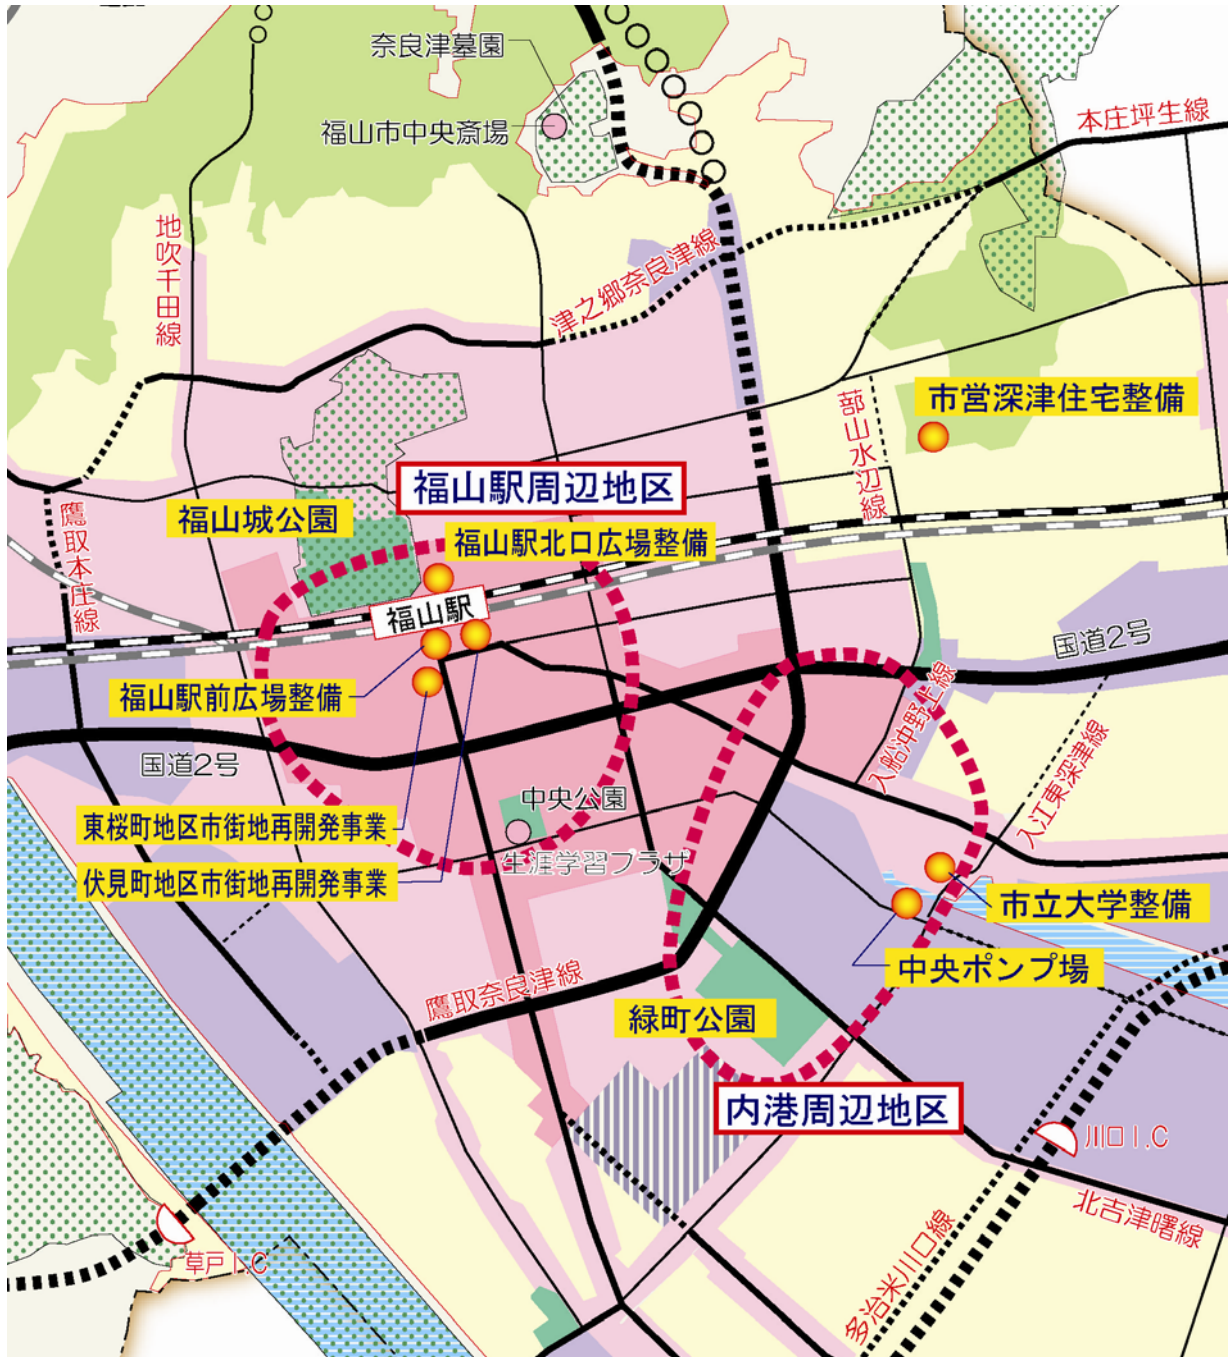 奈良津墓園
福山市中央斎場
本庄坪生線
地吹千田線
津之郷奈良津線
市営深津住宅整備
蔀山水辺線
福山駅周辺地区
鷹取本庄線
福山城公園
福山駅北口広場整備
福山駅
国道2号
福山駅前広場整備
入船沖野上線
国道2号
入江東深津線
中央公園
東桜町地区市街地再開発事業
生涯学習プラザ
伏見町地区市街地再開発事業
市立大学整備
中央ポンプ場
鷹取奈良津線
緑町公園
内港周辺地区
川口I.C
北吉津曙線
草戸I.C
多治米川口線